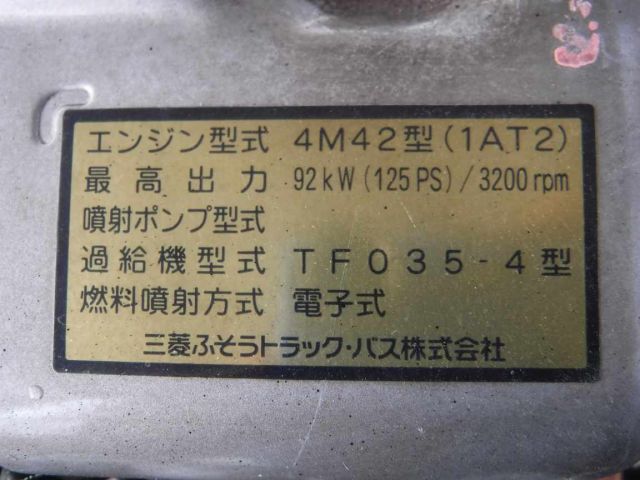 エンジン型式 4M42型(1AT2)
最高出力 92kW(125PS)/3200rpm
噴射ポンプ型式
過給機型式 TF035-4型
燃料噴射方式 電子式
三菱ふそうトラック・バス株式会社